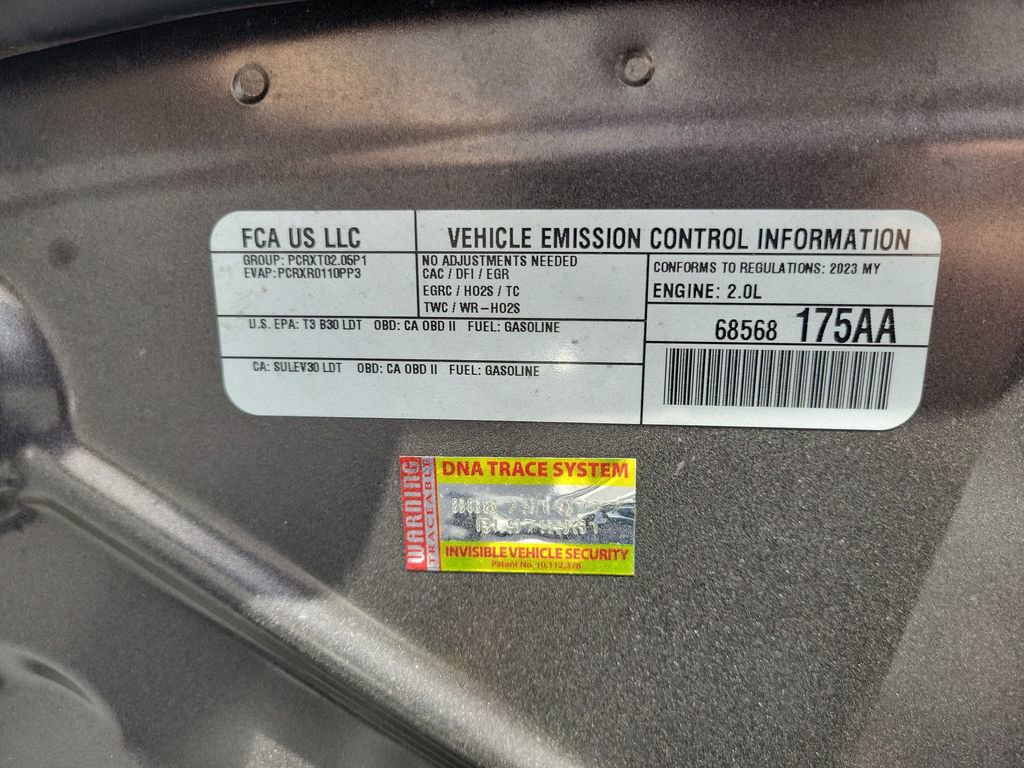 FCA US LLC
VEHICLE EMISSION CONTROL INFORMATION
GROUP: PCRXT02.05P1
EVAP: PCRXR0110PP3
NO ADJUSTMENTS NEEDED
CAC / DFI / EGR
EGRC / HO2S / TC
TWC / WR-HO2S
CONFORMS TO REGULATIONS: 2023 MY
ENGINE: 2.0L
U.S. EPA: T3 B30 LDT OBD: CA OBD II FUEL: GASOLINE
68568 175AA
CA: SULEV30 LDT OBD: CA OBD II FUEL: GASOLINE
WARNING
TRACEABLE
DNA TRACE SYSTEM
INVISIBLE VEHICLE SECURITY
Patent No. 10,112,378